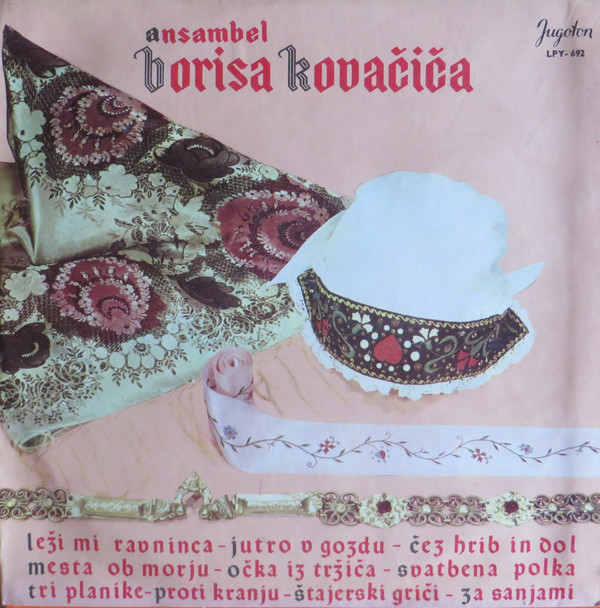 ansambel
borisa kovačiča
Jugoton
LPY-692
leži mi ravninca - jutro v gozdu - čez hrib in dol
mesta ob morju - očka iz tržiča - svatbena polka
tri planike - proti kranju - štajerski griči - za sanjami